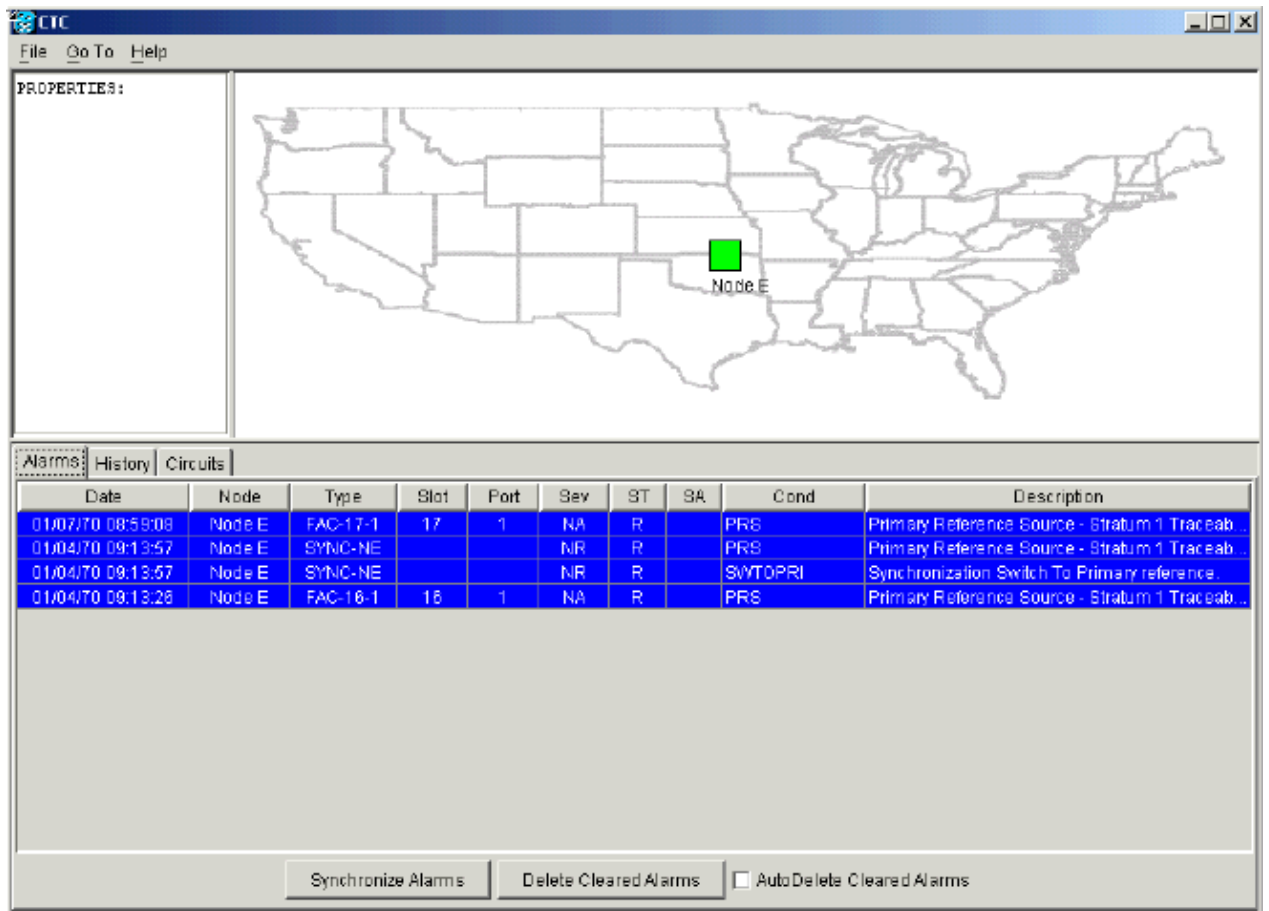 CTC
File Go To Help
PROPERTIES:
Node E
Alarms History Circuits
Date Node Type Slot Port Sev ST SA Cond Description
01/07/70 08:59:08 Node E FAC-17-1 17 1 NA R PRS Primary Reference Source - Stratum 1 Traceab...
01/04/70 09:13:57 Node E SYNC-NE NR R PRS Primary Reference Source - Stratum 1 Traceab...
01/04/70 09:13:57 Node E SYNC-NE NR R SWTOPRI Synchronization Switch To Primary reference.
01/04/70 09:13:26 Node E FAC-16-1 16 1 NA R PRS Primary Reference Source - Stratum 1 Traceab...
Synchronize Alarms Delete Cleared Alarms AutoDelete Cleared Alarms